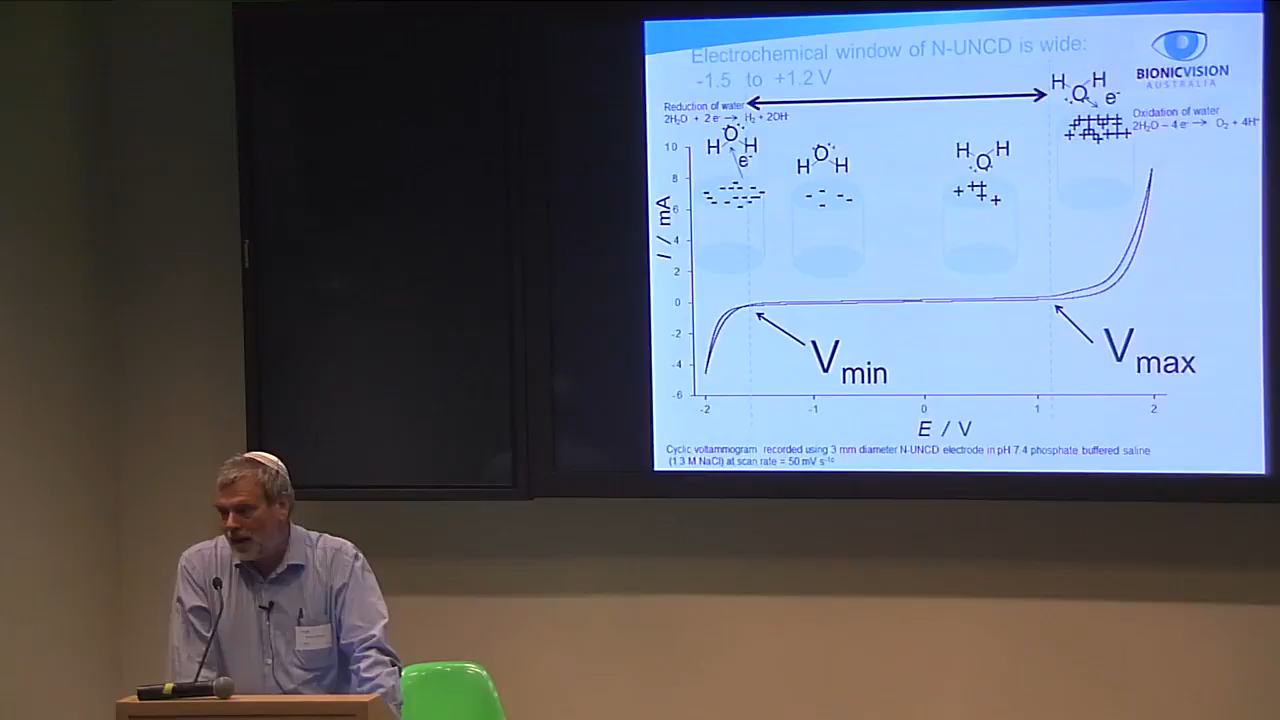 Electrochemical window of N-UNCD is wide:
-1.5 to +1.2 V
BIONICVISION
AUSTRALIA
Reduction of water
2H₂O + 2 e⁻ → H₂ + 2OH⁻
Oxidation of water
2H₂O – 4 e⁻ → O₂ + 4H⁺
H O H
e⁻
H O H
H O H
H O H
e⁻
I / mA
10
8
6
4
2
0
-2
-4
-6
Vmin
Vmax
-2 -1 0 1 2
E / V
Cyclic voltammogram recorded using 3 mm diameter N-UNCD electrode in pH 7.4 phosphate buffered saline
(1.3 M NaCl) at scan rate = 50 mV s